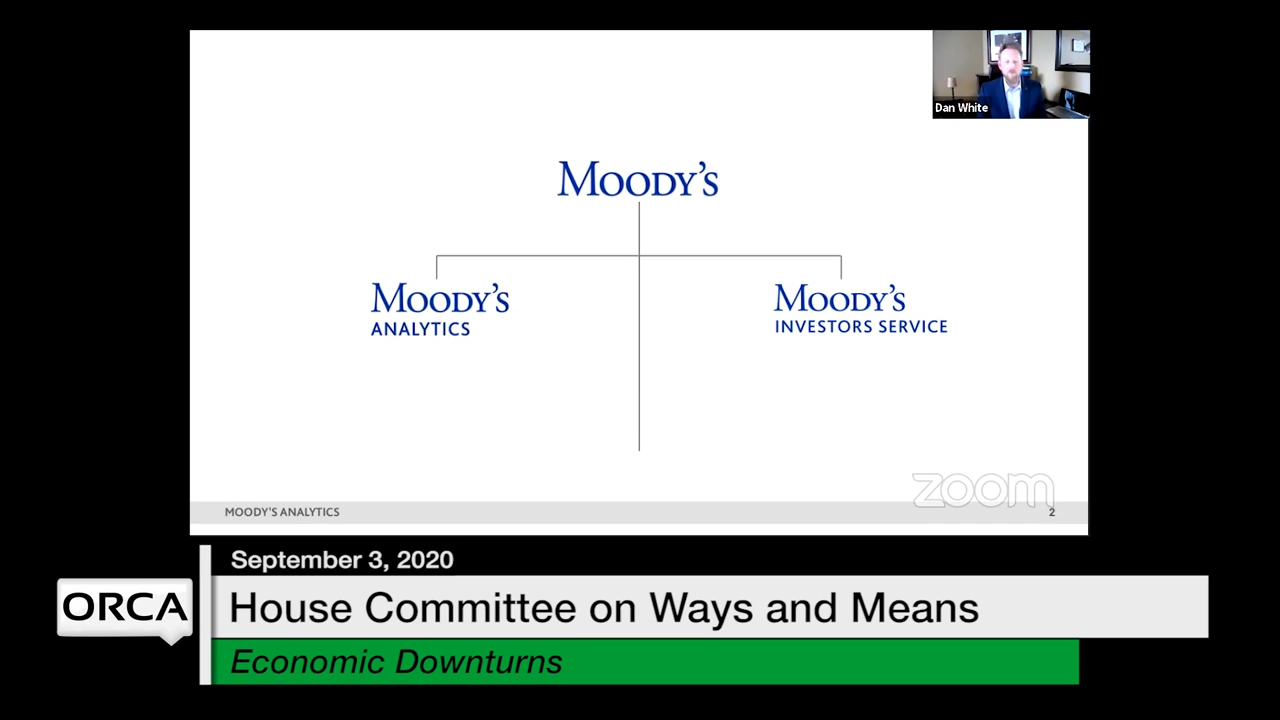 Dan White
MOODY'S
MOODY'S
ANALYTICS
MOODY'S
INVESTORS SERVICE
zoom
MOODY'S ANALYTICS
2
September 3, 2020
ORCA
House Committee on Ways and Means
Economic Downturns